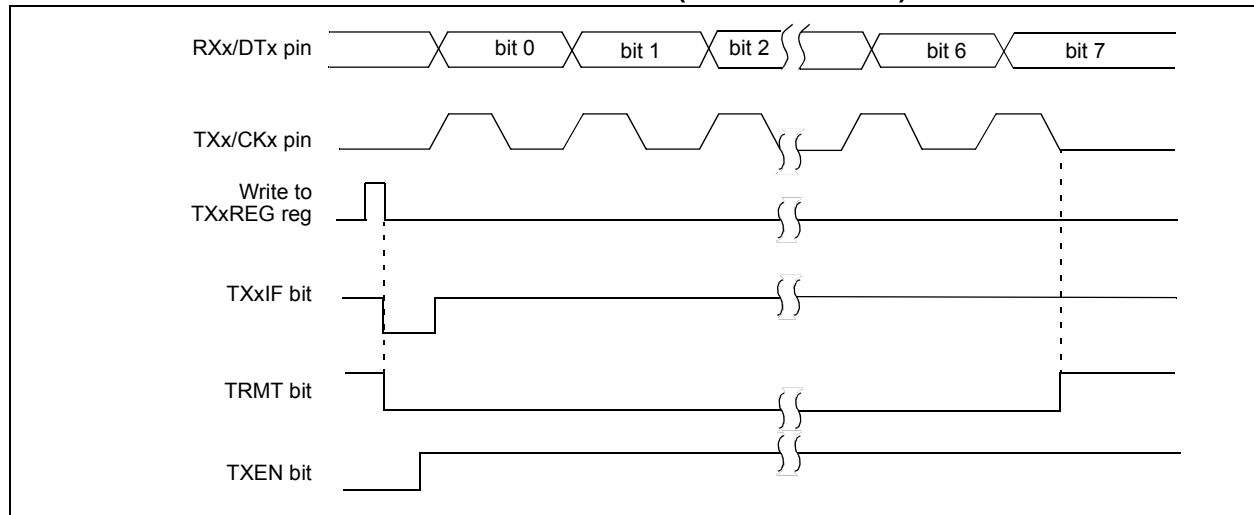 RXx/DTx pin
bit 0
bit 1
bit 2
bit 6
bit 7
TXx/CKx pin
Write to
TXxREG reg
TXxIF bit
TRMT bit
TXEN bit